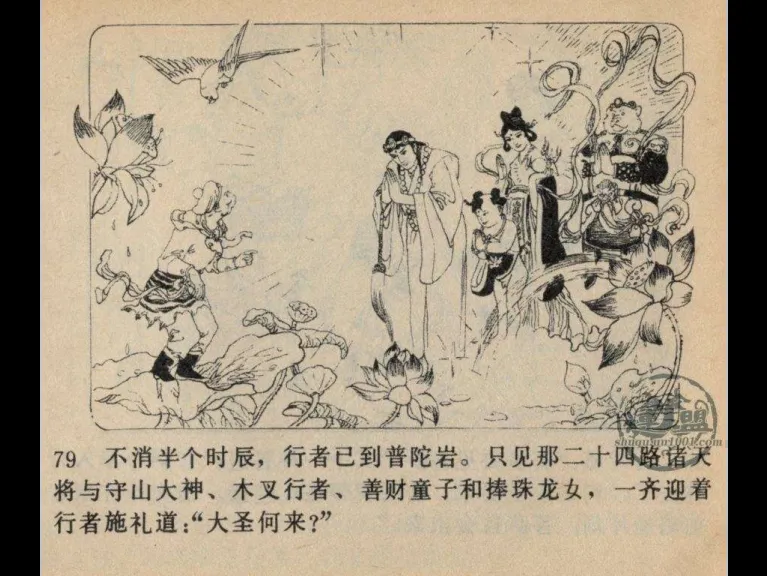 79 不消半个时辰，行者已到普陀岩。只见那二十四路诸天
将与守山大神、木叉行者、善财童子和捧珠龙女，一齐迎着
行者施礼道：“大圣何来？”
shuqunn1001.com